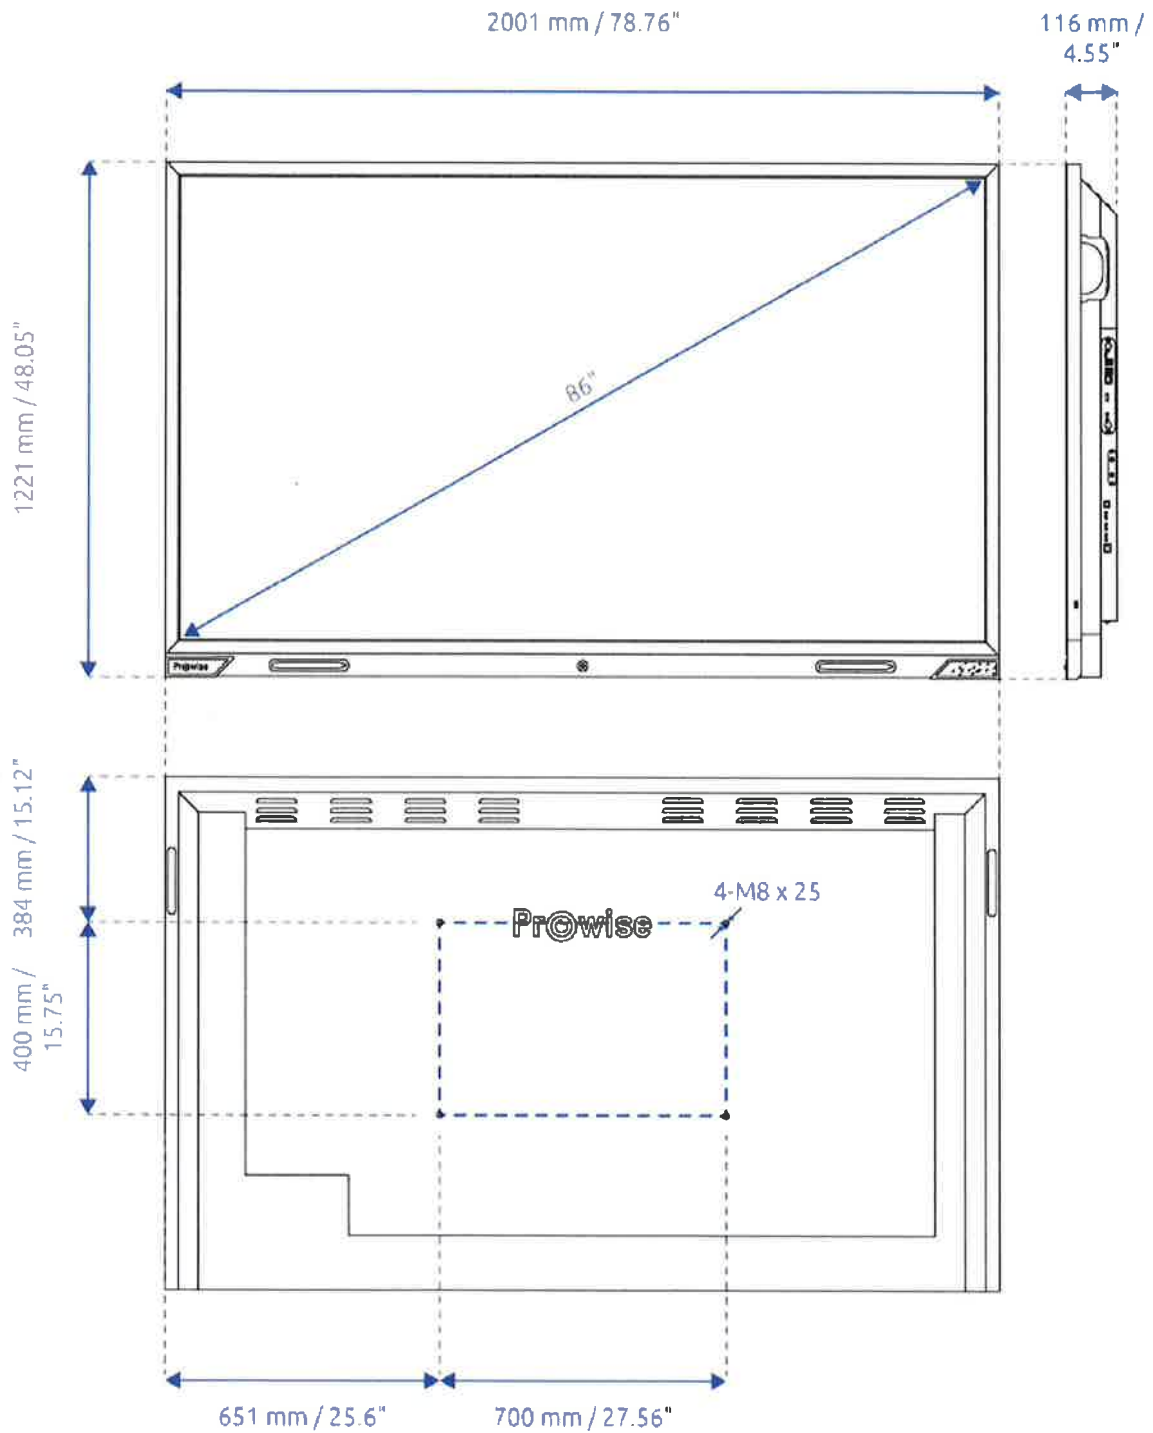 2001 mm / 78.76"
116 mm /
4.55"
1221 mm / 48.05"
86"
Prowise
384 mm / 15.12"
400 mm /
15.75"
4-M8 x 25
Prowise
651 mm / 25.6"
700 mm / 27.56"